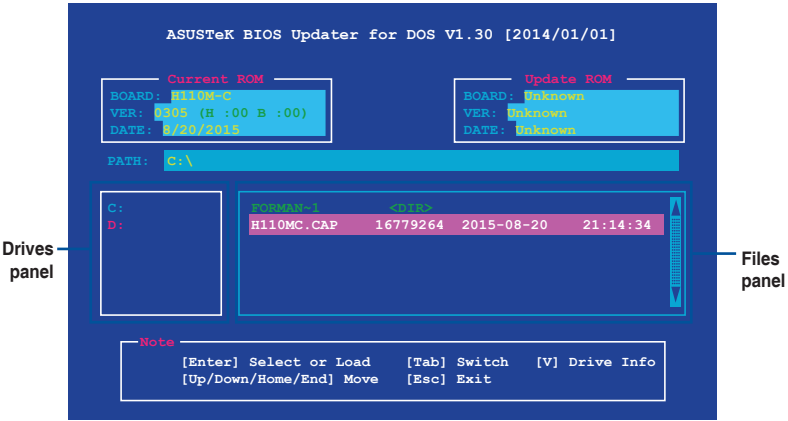 ASUSTeK BIOS Updater for DOS V1.30 [2014/01/01]
Current ROM
BOARD: H110M-C
VER: 0305 (H :00 B :00)
DATE: 8/20/2015
Update ROM
BOARD: Unknown
VER: Unknown
DATE: Unknown
PATH: C:\
C:
D:
FORMAN~1 <DIR>
H110MC.CAP 16779264 2015-08-20 21:14:34
Drives
panel
Files
panel
Note
[Enter] Select or Load [Tab] Switch [V] Drive Info
[Up/Down/Home/End] Move [Esc] Exit